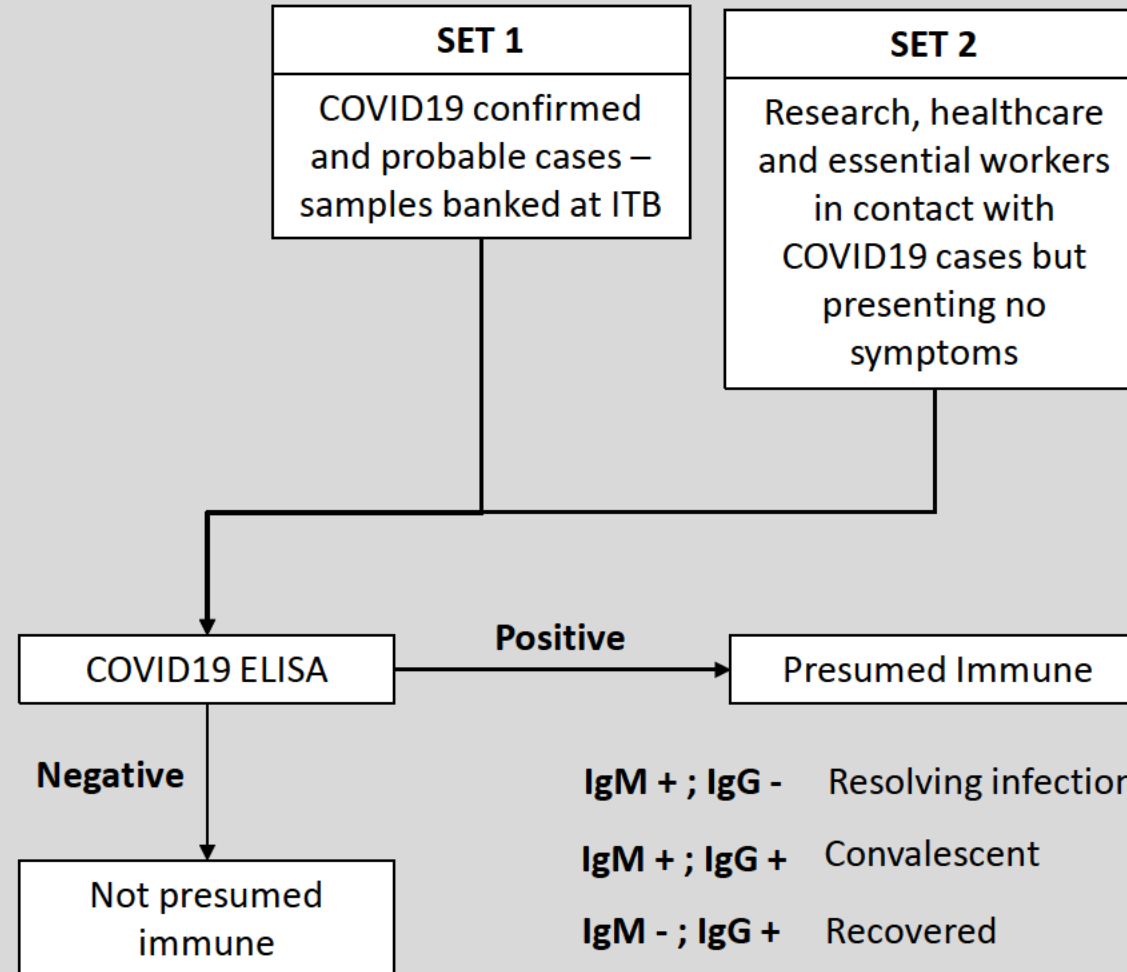 SET 1
COVID19 confirmed
and probable cases –
samples banked at ITB
SET 2
Research, healthcare
and essential workers
in contact with
COVID19 cases but
presenting no
symptoms
COVID19 ELISA
Positive
Presumed Immune
Negative
Not presumed
immune
IgM + ; IgG - Resolving infection
IgM + ; IgG + Convalescent
IgM - ; IgG + Recovered